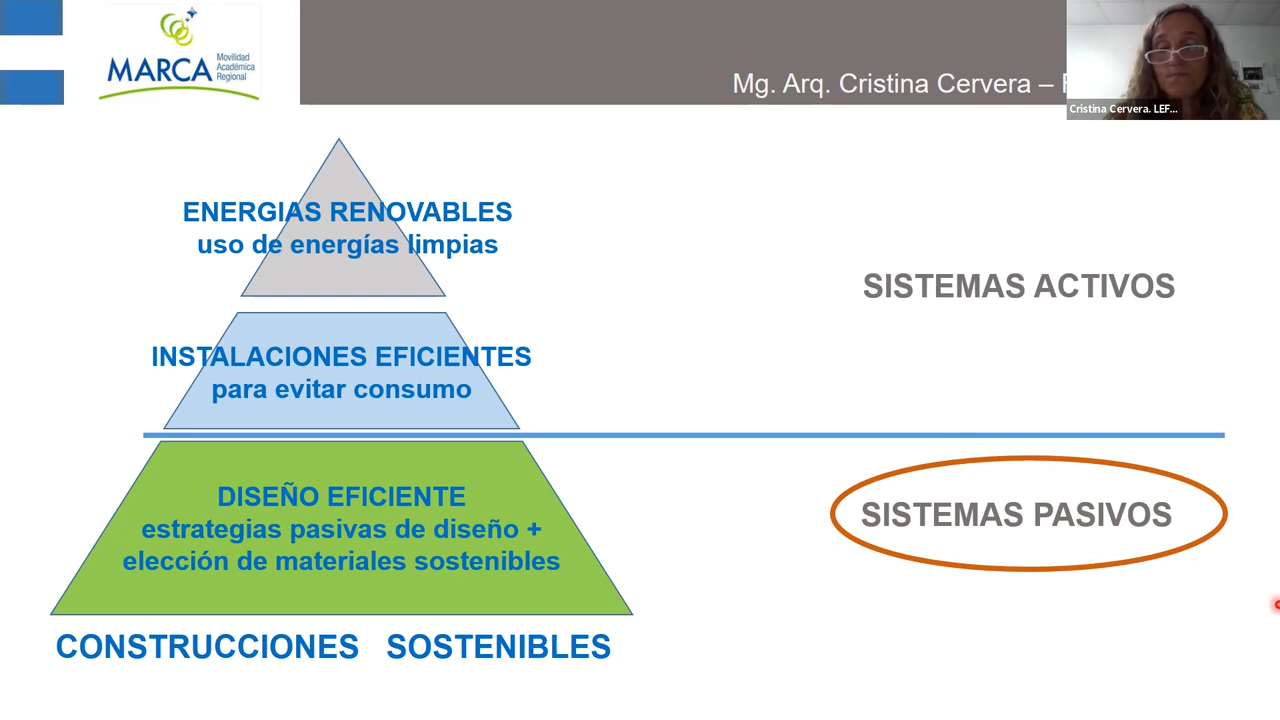 MARCA
Movilidad
Académica
Regional
Mg. Arq. Cristina Cervera –
Cristina Cervera. LEF...
ENERGIAS RENOVABLES
uso de energías limpias
SISTEMAS ACTIVOS
INSTALACIONES EFICIENTES
para evitar consumo
DISEÑO EFICIENTE
estrategias pasivas de diseño +
elección de materiales sostenibles
SISTEMAS PASIVOS
CONSTRUCCIONES SOSTENIBLES